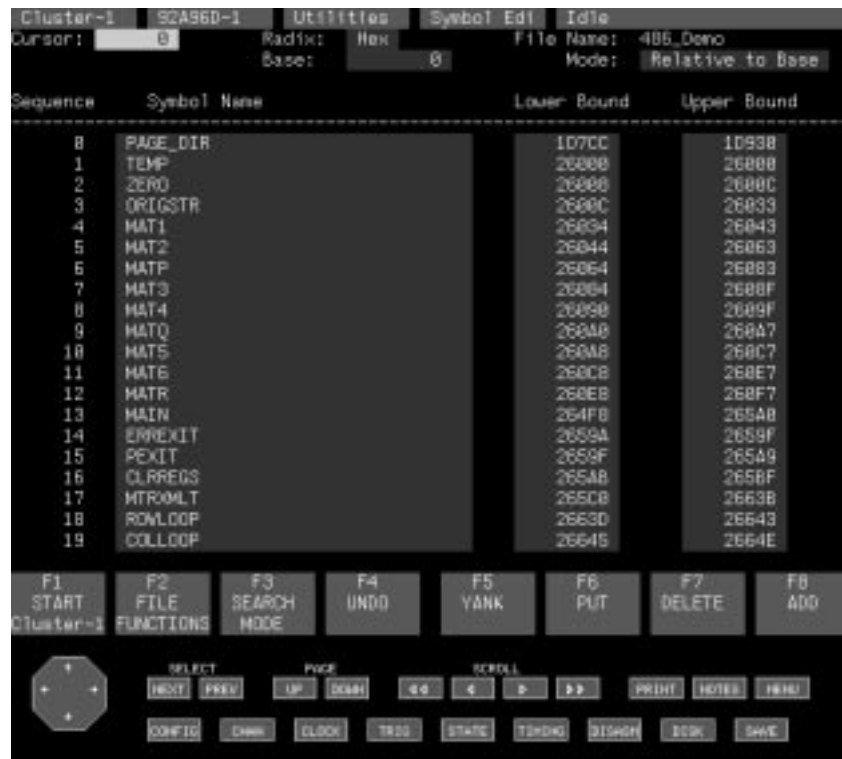 Cluster-1 92A96D-1 Utilities Symbol Edi Idle
Cursor: 0 Radix: Hex File Name: 486_Demo
Base: 0 Mode: Relative to Base
Sequence Symbol Name Lower Bound Upper Bound
0 PAGE_DIR 1D7CC 1D930
1 TEMP 26000 26000
2 ZERO 26008 2600C
3 ORIGSTR 2600C 26033
4 MAT1 26034 26043
5 MAT2 26044 26063
6 MATP 26064 26083
7 MAT3 26084 2608F
8 MAT4 26090 2609F
9 MATQ 260A0 260A7
10 MAT5 260A8 260C7
11 MAT6 260C8 260E7
12 MATR 260E8 260F7
13 MAIN 264F8 265A0
14 ERREXIT 2659A 2659F
15 PEXIT 2659F 265A9
16 CLRREGS 265AB 265BF
17 MTRXMLT 265C0 2663B
18 ROWLOOP 2663D 26643
19 COLLOOP 26645 2664E
F1 F2 F3 F4 F5 F6 F7 F8
START FILE SEARCH UNDO YANK PUT DELETE ADD
Cluster-1 FUNCTIONS MODE
SELECT PAGE SCROLL
NEXT PREV UP DOWN PRINT NOTES MENU
CONFIG CHAN CLOCK TRIG STATE TIMING DISASM DISK SAVE